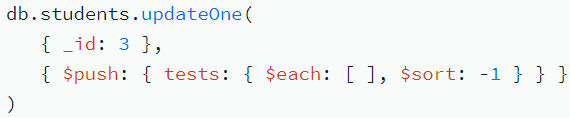 db.students.updateOne(
   { _id: 3 },
   { $push: { tests: { $each: [ ], $sort: -1 } } }
)